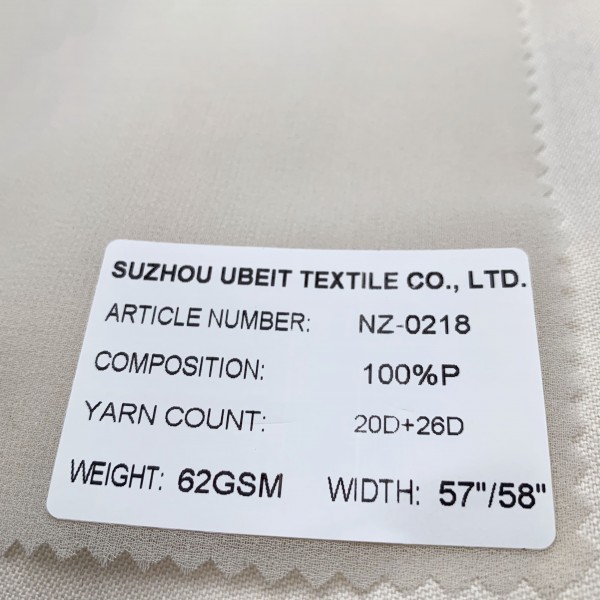 SUZHOU UBEIT TEXTILE CO., LTD.
ARTICLE NUMBER: NZ-0218
COMPOSITION: 100%P
YARN COUNT: 20D+26D
WEIGHT: 62GSM WIDTH: 57"/58"